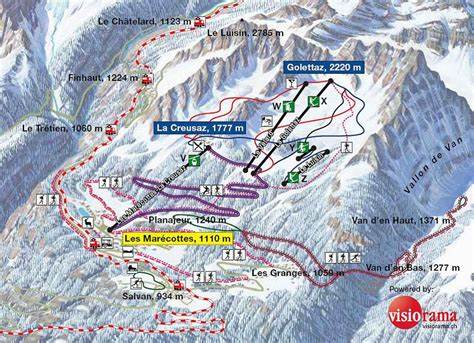 Le Châtelard, 1123 m
Le Luisin, 2785 m
Golettaz, 2220 m
Finhaut, 1224 m
W
X
Le Trétien, 1060 m
La Creusaz, 1777 m
V
Z
Vallon de Van
Planajeur, 1240 m
Van d'en Haut, 1371 m
Les Marécottes, 1110 m
Les Granges, 1050 m
Van d'en Bas, 1277 m
Salvan, 934 m
Powered by:
visiorama
visiorama.ch